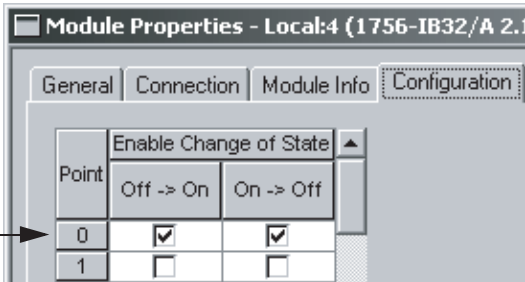 Module Properties - Local:4 (1756-IB32/A 2.1
General Connection Module Info Configuration
Point Enable Change of State
Off -> On On -> Off
0
1